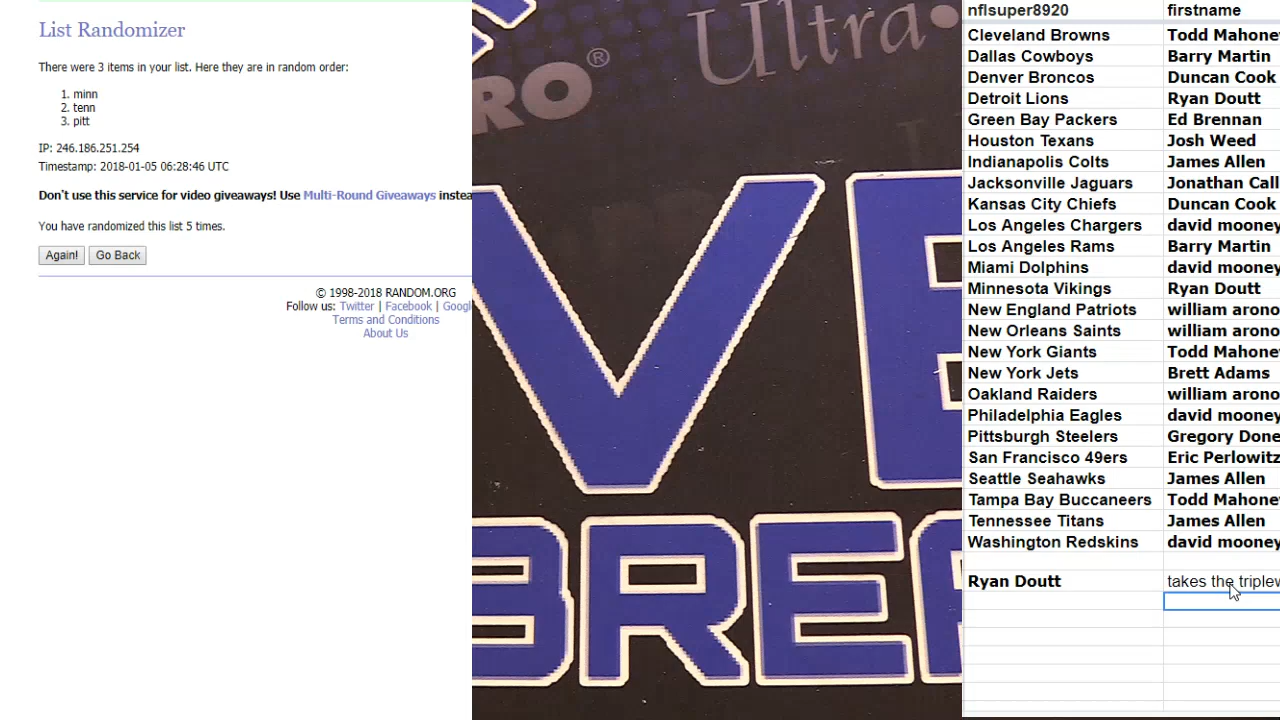 List Randomizer
There were 3 items in your list. Here they are in random order:
1. minn
2. tenn
3. pitt
IP: 246.186.251.254
Timestamp: 2018-01-05 06:28:46 UTC
Don't use this service for video giveaways! Use Multi-Round Giveaways instea
You have randomized this list 5 times.
Again! Go Back
© 1998-2018 RANDOM.ORG
Follow us: Twitter | Facebook | Googl
Terms and Conditions
About Us
Ultra
RO®
VE
BREA
nflsuper8920 firstname
Cleveland Browns Todd Mahoney
Dallas Cowboys Barry Martin
Denver Broncos Duncan Cook
Detroit Lions Ryan Doutt
Green Bay Packers Ed Brennan
Houston Texans Josh Weed
Indianapolis Colts James Allen
Jacksonville Jaguars Jonathan Call
Kansas City Chiefs Duncan Cook
Los Angeles Chargers david mooney
Los Angeles Rams Barry Martin
Miami Dolphins david mooney
Minnesota Vikings Ryan Doutt
New England Patriots william arono
New Orleans Saints william arono
New York Giants Todd Mahoney
New York Jets Brett Adams
Oakland Raiders william arono
Philadelphia Eagles david mooney
Pittsburgh Steelers Gregory Done
San Francisco 49ers Eric Perlowitz
Seattle Seahawks James Allen
Tampa Bay Buccaneers Todd Mahoney
Tennessee Titans James Allen
Washington Redskins david mooney
Ryan Doutt takes the triplew